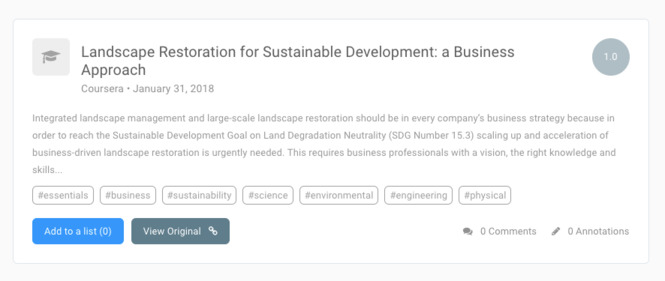 Landscape Restoration for Sustainable Development: a Business
Approach
1.0
Coursera • January 31, 2018
Integrated landscape management and large-scale landscape restoration should be in every company's business strategy because in
order to reach the Sustainable Development Goal on Land Degradation Neutrality (SDG Number 15.3) scaling up and acceleration of
business-driven landscape restoration is urgently needed. This requires business professionals with a vision, the right knowledge and
skills...
#essentials #business #sustainability #science #environmental #engineering #physical
Add to a list (0) View Original 0 Comments 0 Annotations